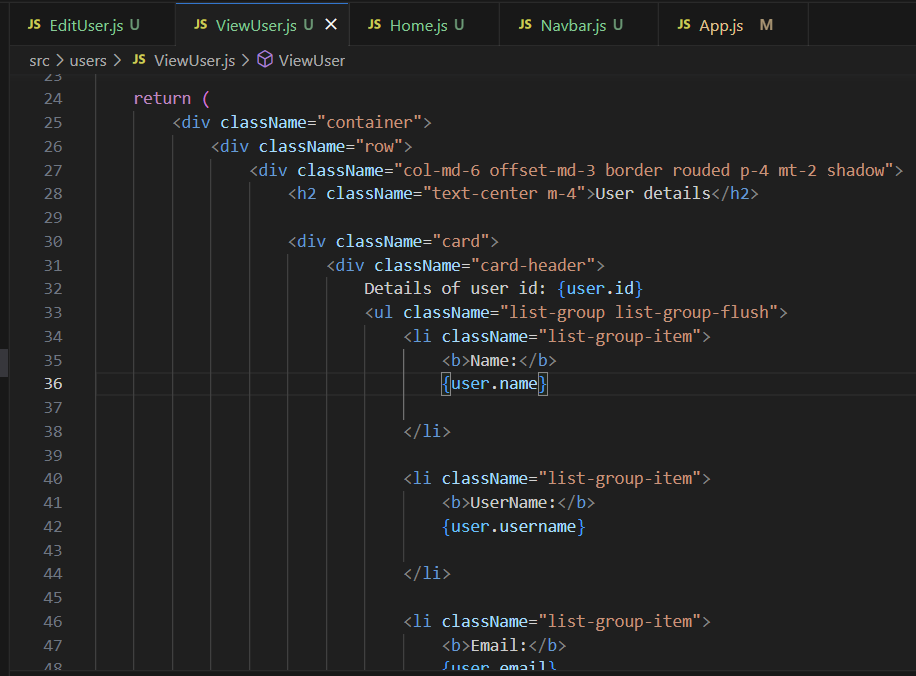 JS EditUser.js U JS ViewUser.js U × JS Home.js U JS Navbar.js U JS App.js M
src > users > JS ViewUser.js > ViewUser
23
24 return (
25 <div className="container">
26 <div className="row">
27 <div className="col-md-6 offset-md-3 border rouded p-4 mt-2 shadow">
28 <h2 className="text-center m-4">User details</h2>
29
30 <div className="card">
31 <div className="card-header">
32 Details of user id: {user.id}
33 <ul className="list-group list-group-flush">
34 <li className="list-group-item">
35 <b>Name:</b>
36 {user.name}
37
38 </li>
39
40 <li className="list-group-item">
41 <b>UserName:</b>
42 {user.username}
43
44 </li>
45
46 <li className="list-group-item">
47 <b>Email:</b>
48 {user.email}